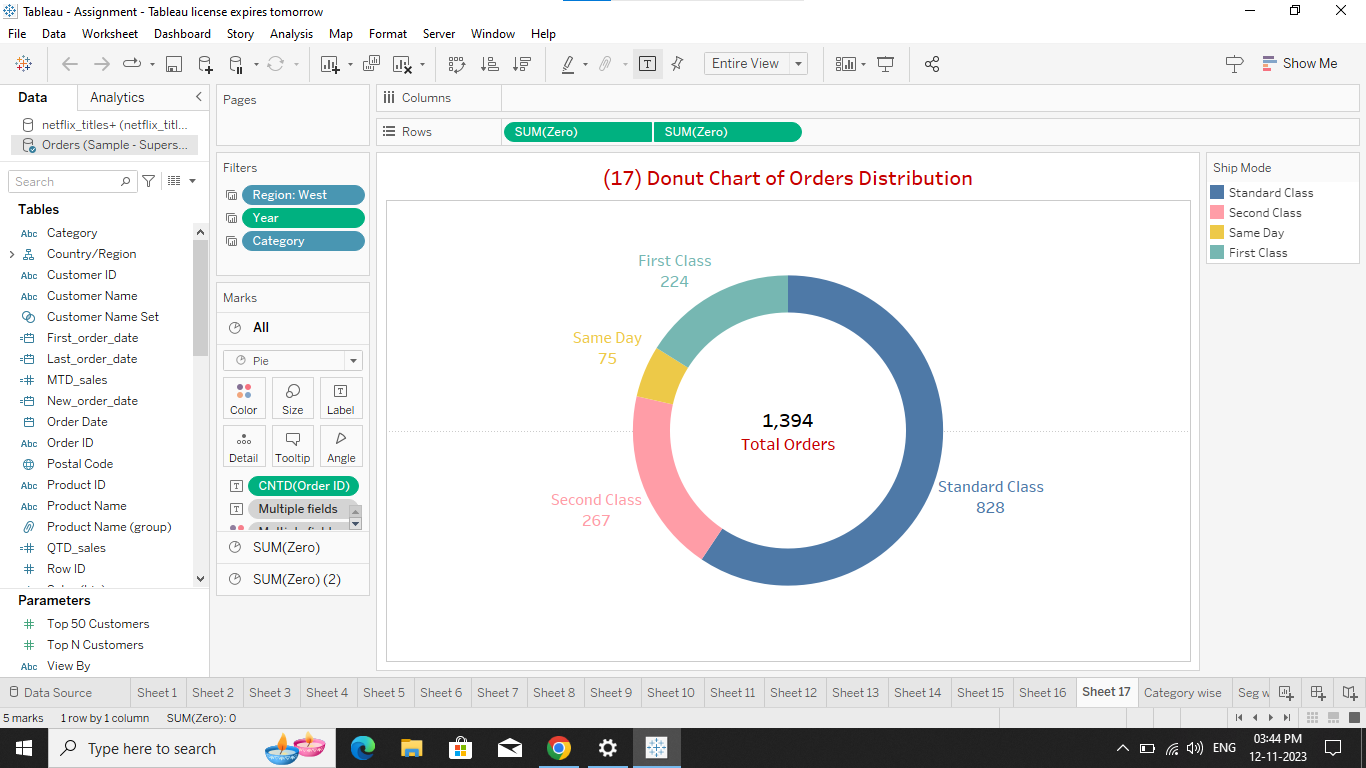 Tableau - Assignment - Tableau license expires tomorrow
File Data Worksheet Dashboard Story Analysis Map Format Server Window Help
Entire View
Show Me
Data Analytics
netflix_titles+ (netflix_titl...
Orders (Sample - Supers...
Search
Tables
Abc Category
Country/Region
Abc Customer ID
Abc Customer Name
Customer Name Set
First_order_date
Last_order_date
MTD_sales
New_order_date
Order Date
Abc Order ID
Postal Code
Abc Product ID
Abc Product Name
Product Name (group)
QTD_sales
Row ID
Parameters
Top 50 Customers
Top N Customers
Abc View By
Pages
Filters
Region: West
Year
Category
Marks
All
Pie
Color Size Label
Detail Tooltip Angle
CNTD(Order ID)
Multiple fields
SUM(Zero)
SUM(Zero) (2)
Columns
Rows SUM(Zero) SUM(Zero)
(17) Donut Chart of Orders Distribution
First Class
224
Same Day
75
1,394
Total Orders
Second Class
267
Standard Class
828
Ship Mode
Standard Class
Second Class
Same Day
First Class
Data Source Sheet 1 Sheet 2 Sheet 3 Sheet 4 Sheet 5 Sheet 6 Sheet 7 Sheet 8 Sheet 9 Sheet 10 Sheet 11 Sheet 12 Sheet 13 Sheet 14 Sheet 15 Sheet 16 Sheet 17 Category wise Seg w
5 marks 1 row by 1 column SUM(Zero): 0
Type here to search
ENG
03:44 PM
12-11-2023